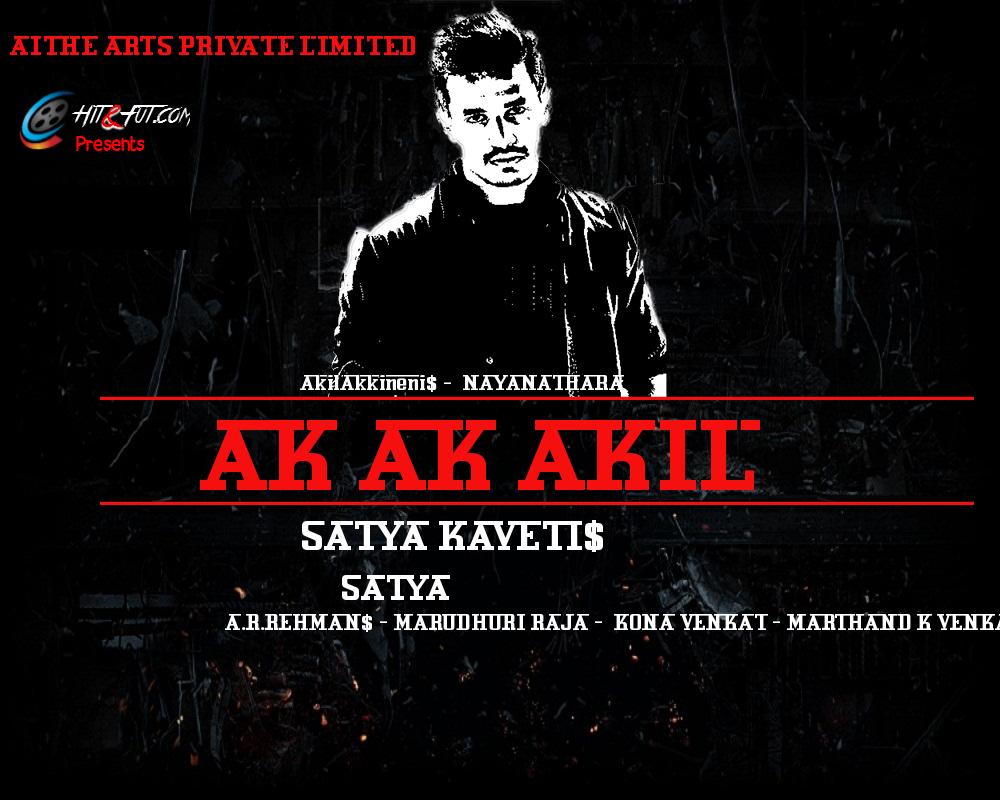 AITHE ARTS PRIVATE LIMITED
HIT&FUT.COM
Presents
AkilAkkineni$ - NAYANATHARA
AK AK AKIL
SATYA KAVETI$
SATYA
A.R.REHMAN$ - MARUDHURI RAJA - KONA VENKAT - MARTHAND K VENKA